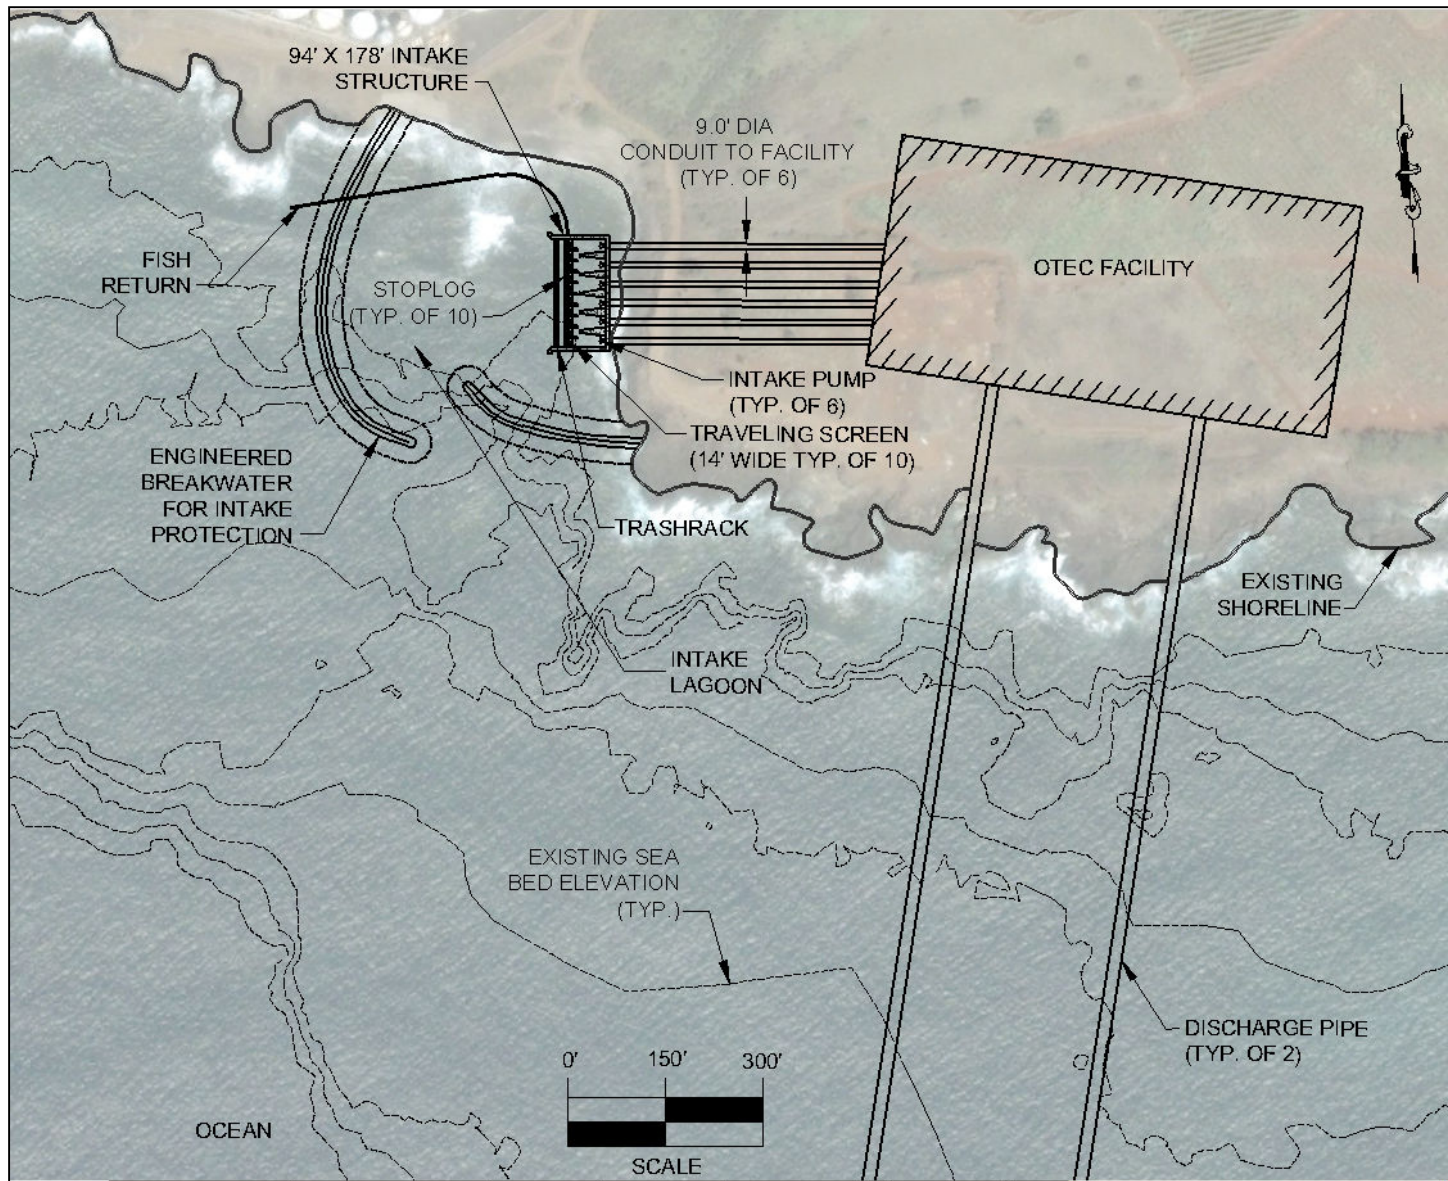 94' X 178' INTAKE
STRUCTURE
9.0' DIA
CONDUIT TO FACILITY
(TYP. OF 6)
FISH
RETURN
STOPLOG
(TYP. OF 10)
OTEC FACILITY
INTAKE PUMP
(TYP. OF 6)
TRAVELING SCREEN
(14' WIDE TYP. OF 10)
ENGINEERED
BREAKWATER
FOR INTAKE
PROTECTION
TRASHRACK
EXISTING
SHORELINE
INTAKE
LAGOON
EXISTING SEA
BED ELEVATION
(TYP.)
DISCHARGE PIPE
(TYP. OF 2)
0' 150' 300'
SCALE
OCEAN